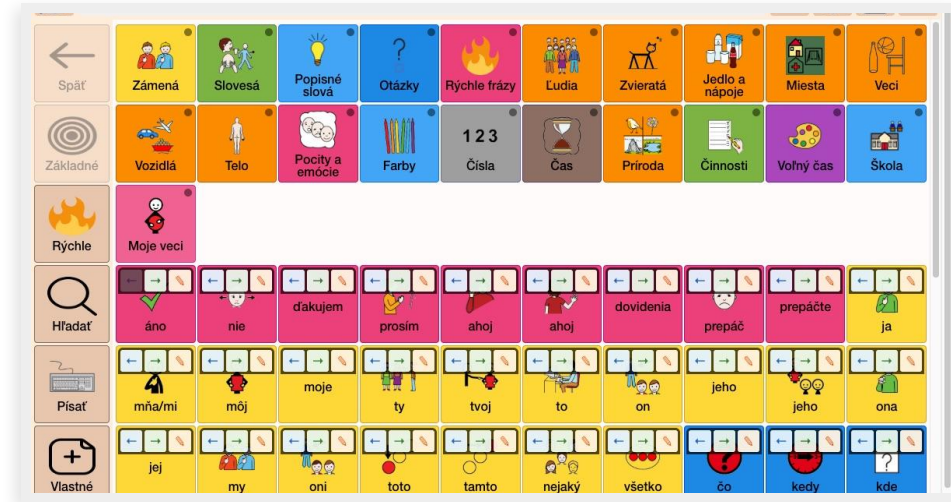 Späť
Zámená
Slovesá
Popisné
slová
Otázky
Rýchle frázy
Ľudia
Zvieratá
Jedlo a
nápoje
Miesta
Veci
Základné
Vozidlá
Telo
Pocity a
emócie
Farby
1 2 3
Čísla
Čas
Príroda
Činnosti
Voľný čas
Škola
Rýchle
Moje veci
Hľadať
áno
nie
ďakujem
prosím
ahoj
ahoj
dovidenia
prepáč
prepáčte
ja
Písať
mňa/mi
môj
moje
ty
tvoj
to
on
jeho
jeho
ona
Vlastné
jej
my
oni
toto
tamto
nejaký
všetko
čo
kedy
kde